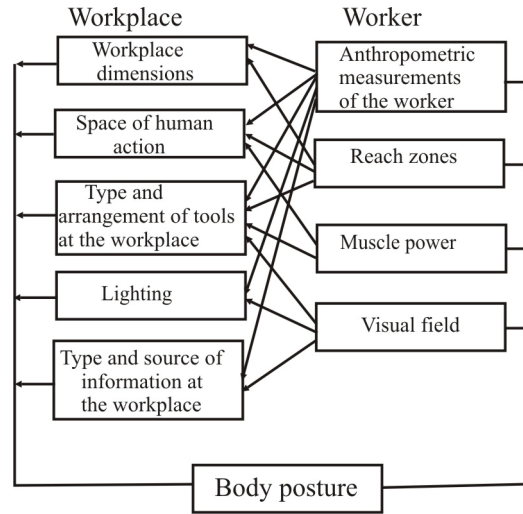 Workplace
Worker
Workplace
dimensions
Space of human
action
Type and
arrangement of tools
at the workplace
Lighting
Type and source of
information at
the workplace
Anthropometric
measurements
of the worker
Reach zones
Muscle power
Visual field
Body posture